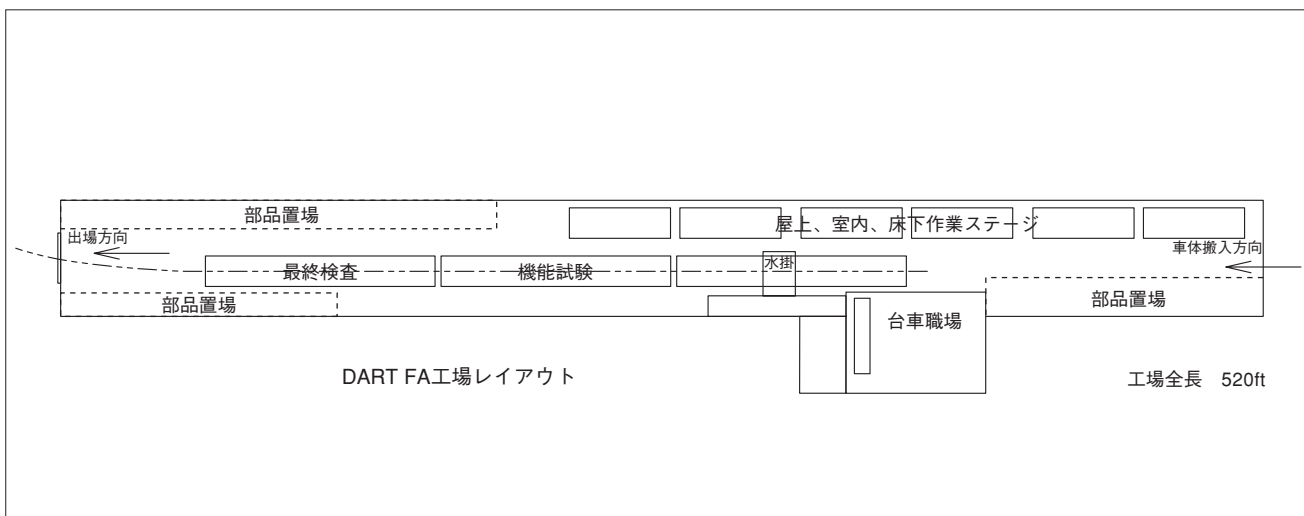 部品置場
屋上、室内、床下作業ステージ
出場方向
車体搬入方向
水掛
最終検査
機能試験
部品置場
部品置場
台車職場
DART FA工場レイアウト
工場全長　520ft